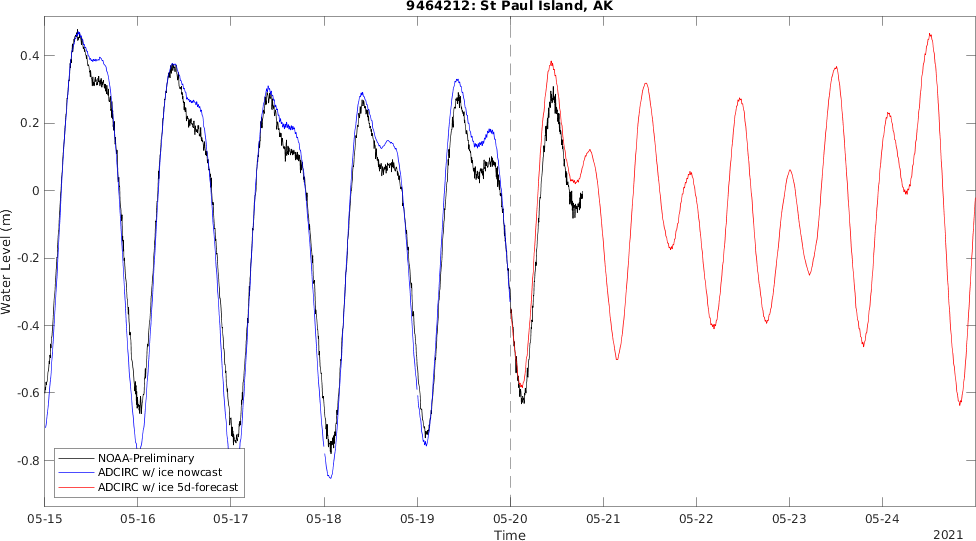 9464212: St Paul Island, AK
Water Level (m)
0.4
0.2
0
-0.2
-0.4
-0.6
-0.8
NOAA-Preliminary
ADCIRC w/ ice nowcast
ADCIRC w/ ice 5d-forecast
05-15 05-16 05-17 05-18 05-19 05-20 05-21 05-22 05-23 05-24
Time
2021